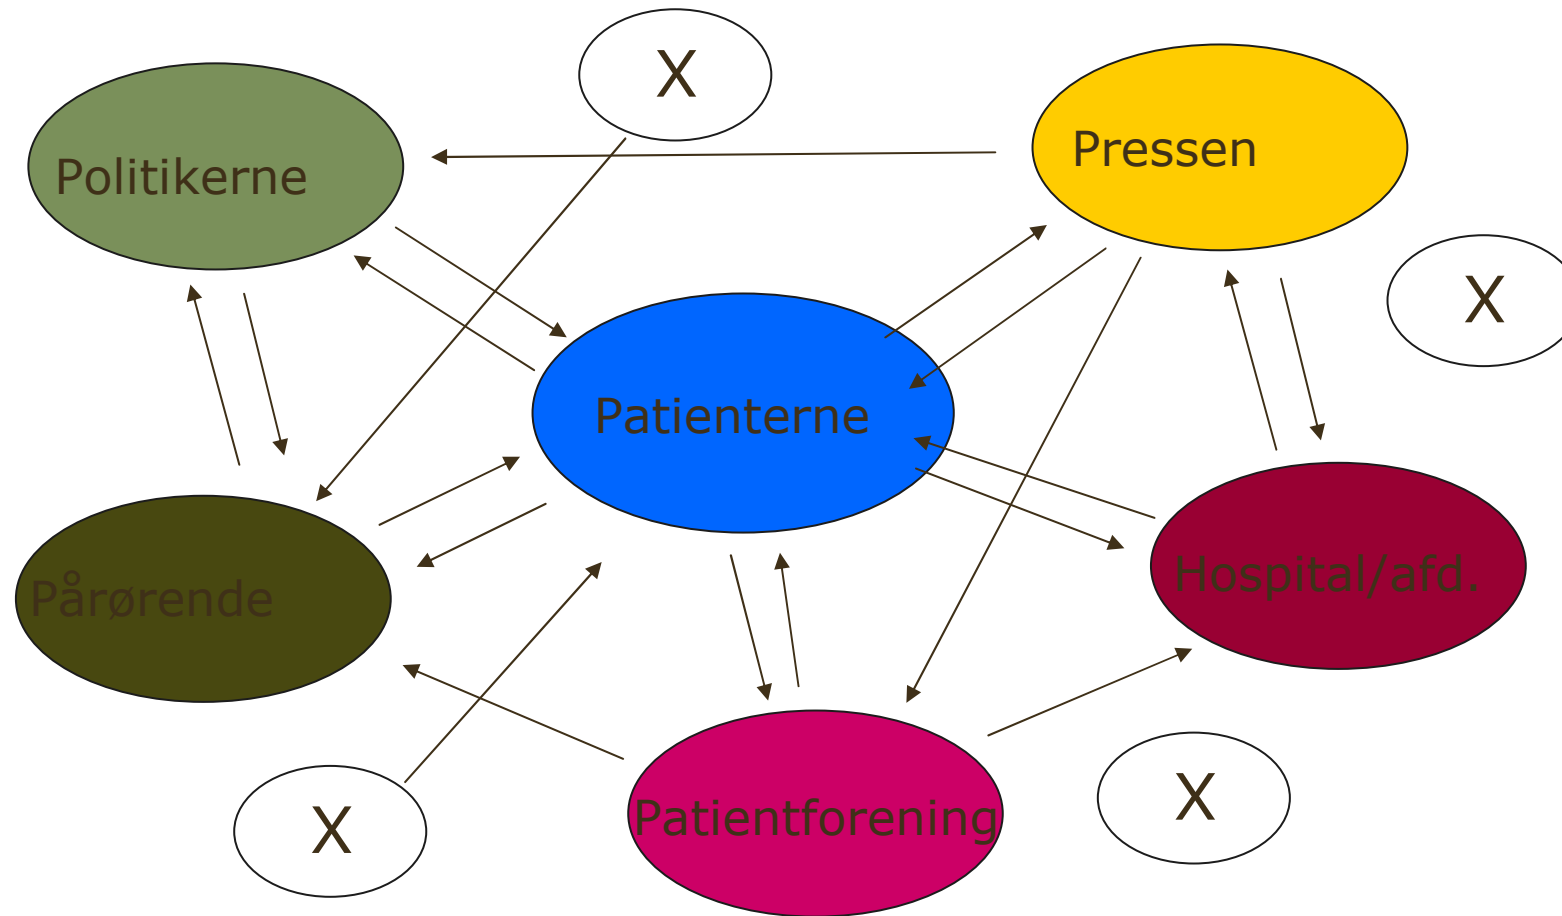 X
Politikerne
Pressen
X
Patienterne
Pårørende
Hospital/afd.
X
Patientforening
X